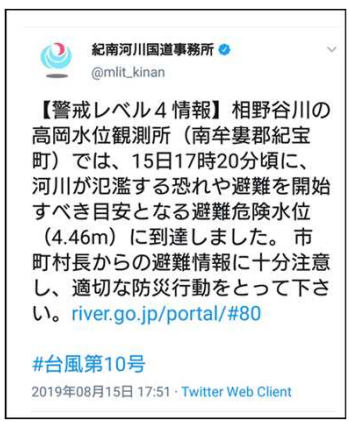 紀南河川国道事務所
@mlit_kinan
【警戒レベル４情報】相野谷川の
高岡水位観測所（南牟婁郡紀宝
町）では、15日17時20分頃に、
河川が氾濫する恐れや避難を開始
すべき目安となる避難危険水位
（4.46m）に到達しました。 市
町村長からの避難情報に十分注意
し、適切な防災行動をとって下さ
い。river.go.jp/portal/#80
#台風第10号
2019年08月15日 17:51 · Twitter Web Client